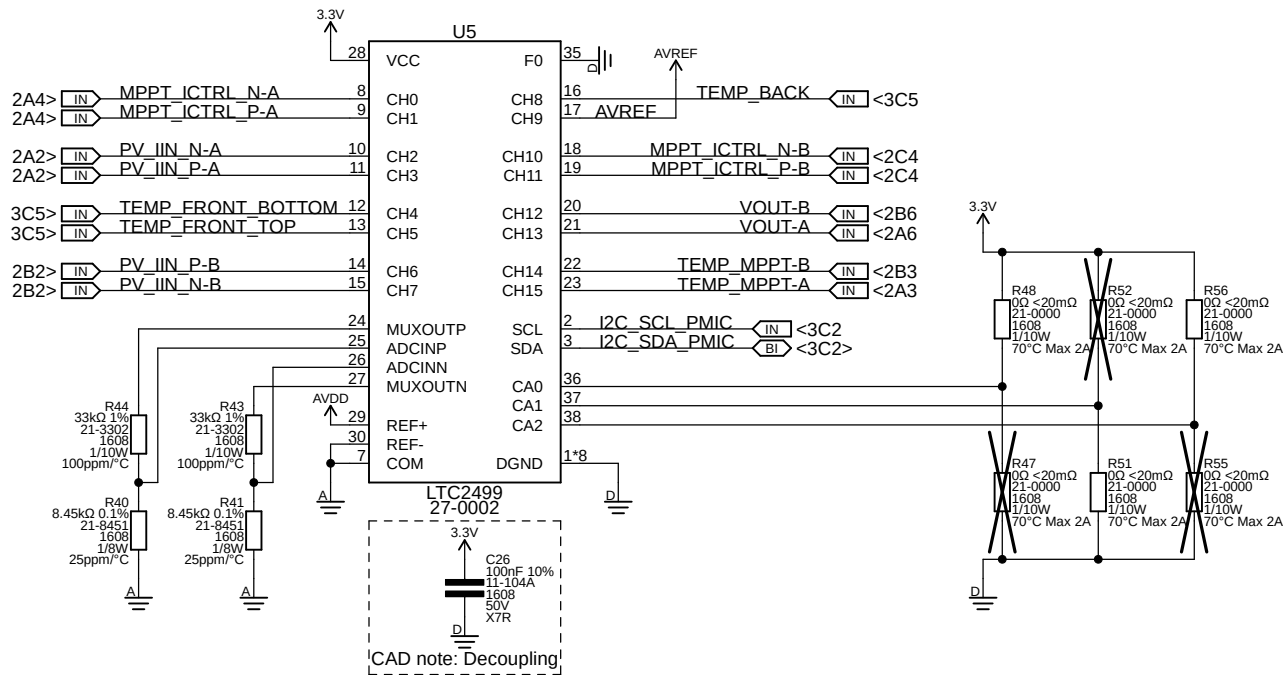 3.3V
U5
28 VCC F0 35 D
AVREF
2A4> IN MPPT_ICTRL_N-A 8 CH0 CH8 16 TEMP_BACK IN <3C5
2A4> IN MPPT_ICTRL_P-A 9 CH1 CH9 17 AVREF
2A2> IN PV_IIN_N-A 10 CH2 CH10 18 MPPT_ICTRL_N-B IN <2C4
2A2> IN PV_IIN_P-A 11 CH3 CH11 19 MPPT_ICTRL_P-B IN <2C4
3C5> IN TEMP_FRONT_BOTTOM 12 CH4 CH12 20 VOUT-B IN <2B6
3C5> IN TEMP_FRONT_TOP 13 CH5 CH13 21 VOUT-A IN <2A6
2B2> IN PV_IIN_P-B 14 CH6 CH14 22 TEMP_MPPT-B IN <2B3
2B2> IN PV_IIN_N-B 15 CH7 CH15 23 TEMP_MPPT-A IN <2A3
24 MUXOUTP SCL 2 I2C_SCL_PMIC IN <3C2
25 ADCINP SDA 3 I2C_SDA_PMIC BI <3C2>
26 ADCINN
27 MUXOUTN CA0 36
CA1 37
AVDD
29 REF+ CA2 38
30 REF-
7 COM DGND 1*8
A
D
LTC2499
27-0002
R44
33kΩ 1%
21-3302
1608
1/10W
100ppm/°C
R43
33kΩ 1%
21-3302
1608
1/10W
100ppm/°C
R40
8.45kΩ 0.1%
21-8451
1608
1/8W
25ppm/°C
A
R41
8.45kΩ 0.1%
21-8451
1608
1/8W
25ppm/°C
A
3.3V
C26
100nF 10%
11-104A
1608
50V
X7R
D
CAD note: Decoupling
3.3V
R48
0Ω <20mΩ
21-0000
1608
1/10W
70°C Max 2A
R52
0Ω <20mΩ
21-0000
1608
1/10W
70°C Max 2A
R56
0Ω <20mΩ
21-0000
1608
1/10W
70°C Max 2A
R47
0Ω <20mΩ
21-0000
1608
1/10W
70°C Max 2A
R51
0Ω <20mΩ
21-0000
1608
1/10W
70°C Max 2A
R55
0Ω <20mΩ
21-0000
1608
1/10W
70°C Max 2A
D